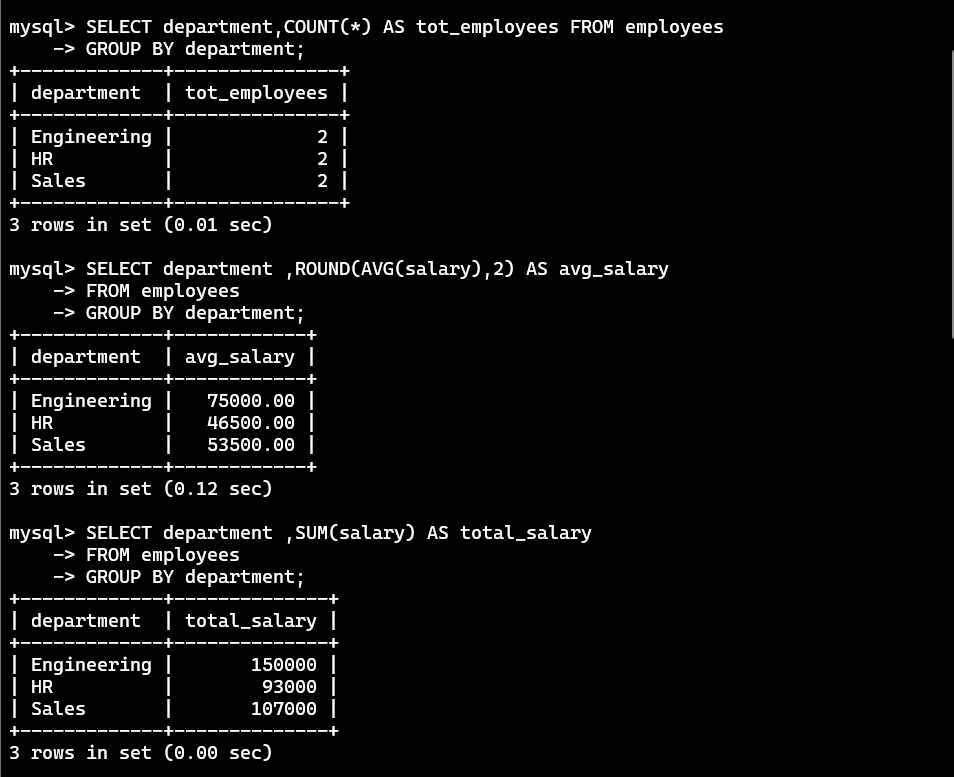 mysql> SELECT department,COUNT(*) AS tot_employees FROM employees
    -> GROUP BY department;
+-------------+---------------+
| department  | tot_employees |
+-------------+---------------+
| Engineering |             2 |
| HR          |             2 |
| Sales       |             2 |
+-------------+---------------+
3 rows in set (0.01 sec)

mysql> SELECT department ,ROUND(AVG(salary),2) AS avg_salary
    -> FROM employees
    -> GROUP BY department;
+-------------+------------+
| department  | avg_salary |
+-------------+------------+
| Engineering |   75000.00 |
| HR          |   46500.00 |
| Sales       |   53500.00 |
+-------------+------------+
3 rows in set (0.12 sec)

mysql> SELECT department ,SUM(salary) AS total_salary
    -> FROM employees
    -> GROUP BY department;
+-------------+--------------+
| department  | total_salary |
+-------------+--------------+
| Engineering |       150000 |
| HR          |        93000 |
| Sales       |       107000 |
+-------------+--------------+
3 rows in set (0.00 sec)